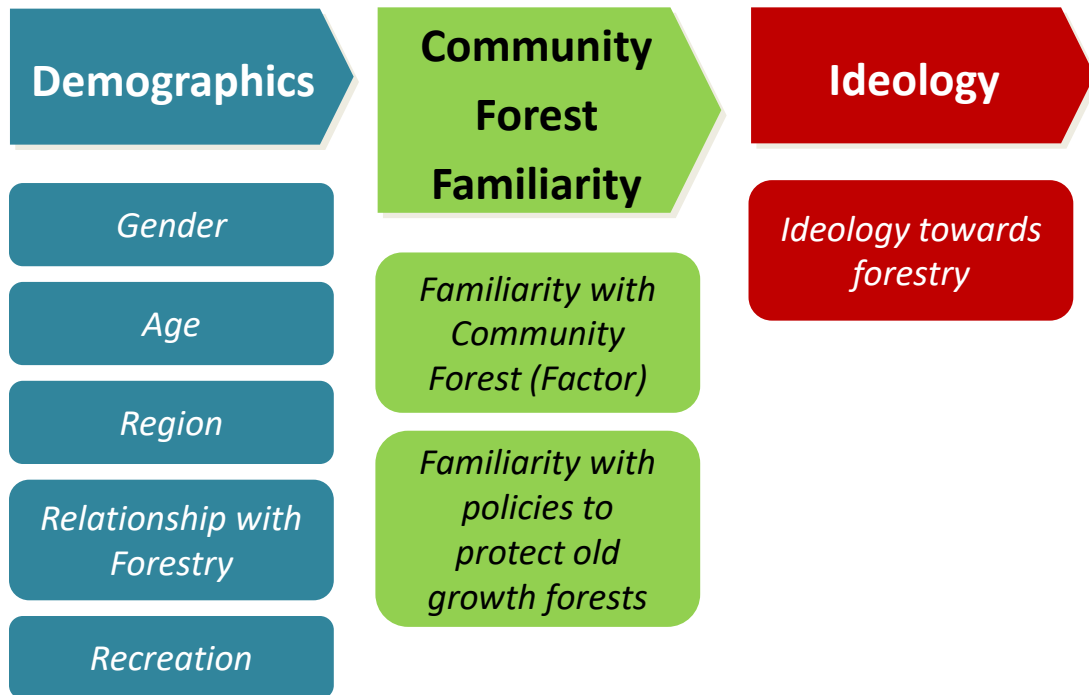 Demographics
Gender
Age
Region
Relationship with
Forestry
Recreation
Community
Forest
Familiarity
Familiarity with
Community
Forest (Factor)
Familiarity with
policies to
protect old
growth forests
Ideology
Ideology towards
forestry